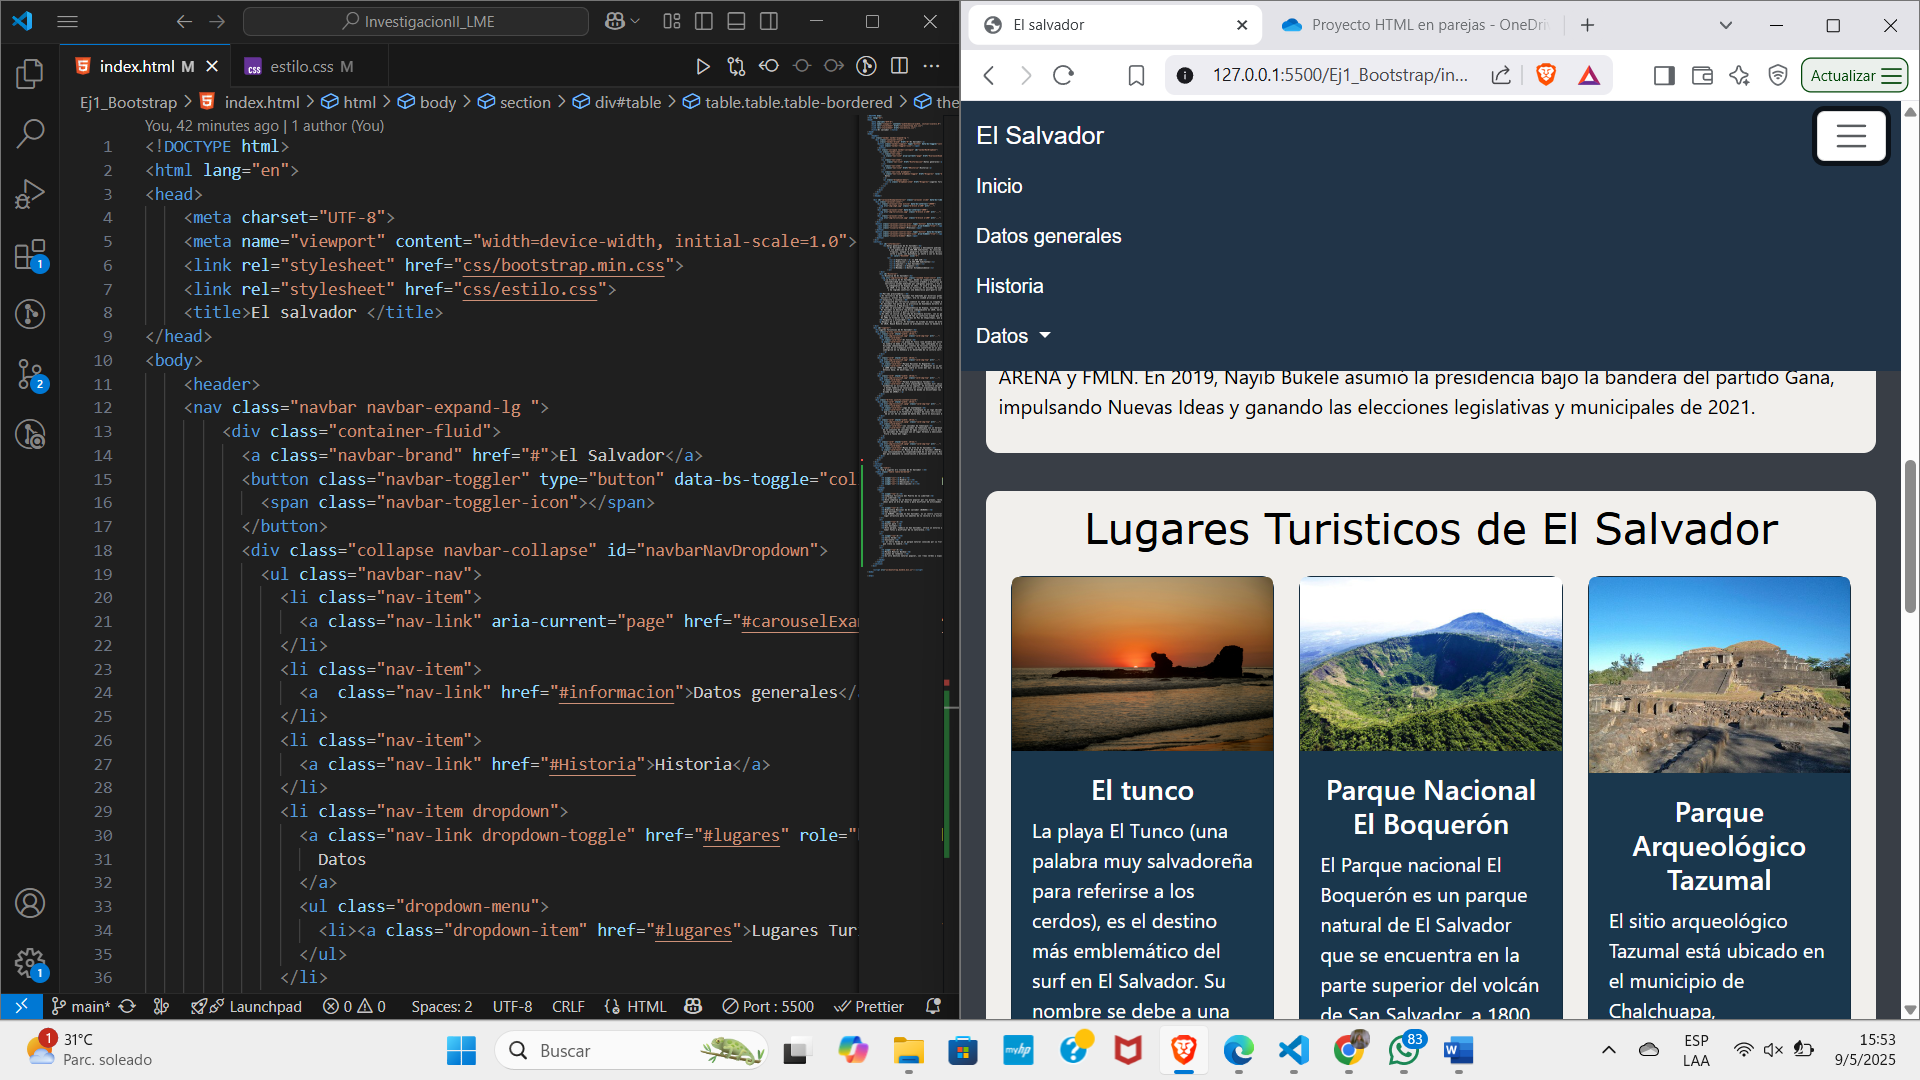 InvestigacionII_LME
index.html M
estilo.css M
Ej1_Bootstrap > index.html > html > body > section > div#table > table.table.table-bordered > the
You, 42 minutes ago | 1 author (You)
1 <!DOCTYPE html>
2 <html lang="en">
3 <head>
4 <meta charset="UTF-8">
5 <meta name="viewport" content="width=device-width, initial-scale=1.0">
6 <link rel="stylesheet" href="css/bootstrap.min.css">
7 <link rel="stylesheet" href="css/estilo.css">
8 <title>El salvador </title>
9 </head>
10 <body>
11 <header>
12 <nav class="navbar navbar-expand-lg ">
13 <div class="container-fluid">
14 <a class="navbar-brand" href="#">El Salvador</a>
15 <button class="navbar-toggler" type="button" data-bs-toggle="col
16 <span class="navbar-toggler-icon"></span>
17 </button>
18 <div class="collapse navbar-collapse" id="navbarNavDropdown">
19 <ul class="navbar-nav">
20 <li class="nav-item">
21 <a class="nav-link" aria-current="page" href="#carouselExa
22 </li>
23 <li class="nav-item">
24 <a  class="nav-link" href="#informacion">Datos generales</
25 </li>
26 <li class="nav-item">
27 <a class="nav-link" href="#Historia">Historia</a>
28 </li>
29 <li class="nav-item dropdown">
30 <a class="nav-link dropdown-toggle" href="#lugares" role="
31 Datos
32 </a>
33 <ul class="dropdown-menu">
34 <li><a class="dropdown-item" href="#lugares">Lugares Tur
35 </ul>
36 </li>
1
2
1
main* Launchpad 0 0 Spaces: 2 UTF-8 CRLF HTML Port : 5500 Prettier
El salvador
Proyecto HTML en parejas - OneDri
127.0.0.1:5500/Ej1_Bootstrap/in...
Actualizar
El Salvador
Inicio
Datos generales
Historia
Datos
ARENA y FMLN. En 2019, Nayib Bukele asumió la presidencia bajo la bandera del partido Gana,
impulsando Nuevas Ideas y ganando las elecciones legislativas y municipales de 2021.
Lugares Turisticos de El Salvador
El tunco
La playa El Tunco (una
palabra muy salvadoreña
para referirse a los
cerdos), es el destino
más emblemático del
surf en El Salvador. Su
nombre se debe a una
Parque Nacional
El Boquerón
El Parque nacional El
Boquerón es un parque
natural de El Salvador
que se encuentra en la
parte superior del volcán
de San Salvador, a 1800
Parque
Arqueológico
Tazumal
El sitio arqueológico
Tazumal está ubicado en
el municipio de
Chalchuapa,
1
31°C
Parc. soleado
Buscar
myhp
83
ESP
LAA
15:53
9/5/2025